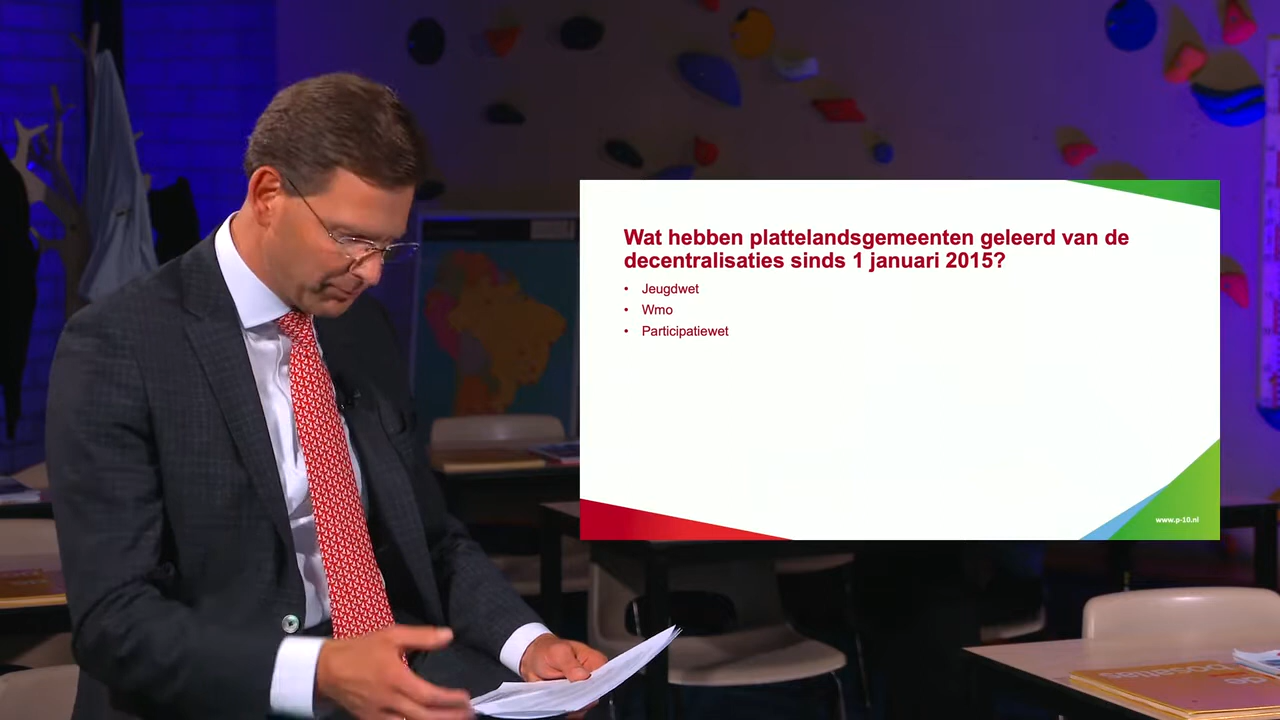 Wat hebben plattelandsgemeenten geleerd van de
decentralisaties sinds 1 januari 2015?
• Jeugdwet
• Wmo
• Participatiewet
www.p-10.nl